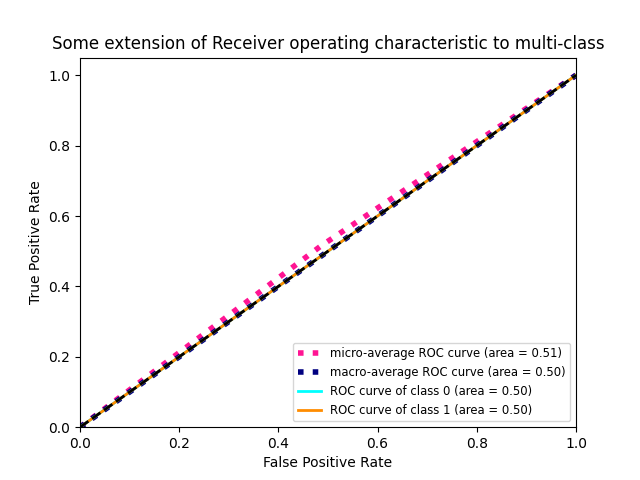 Some extension of Receiver operating characteristic to multi-class
True Positive Rate
1.0
0.8
0.6
0.4
0.2
0.0
micro-average ROC curve (area = 0.51)
macro-average ROC curve (area = 0.50)
ROC curve of class 0 (area = 0.50)
ROC curve of class 1 (area = 0.50)
0.0 0.2 0.4 0.6 0.8 1.0
False Positive Rate